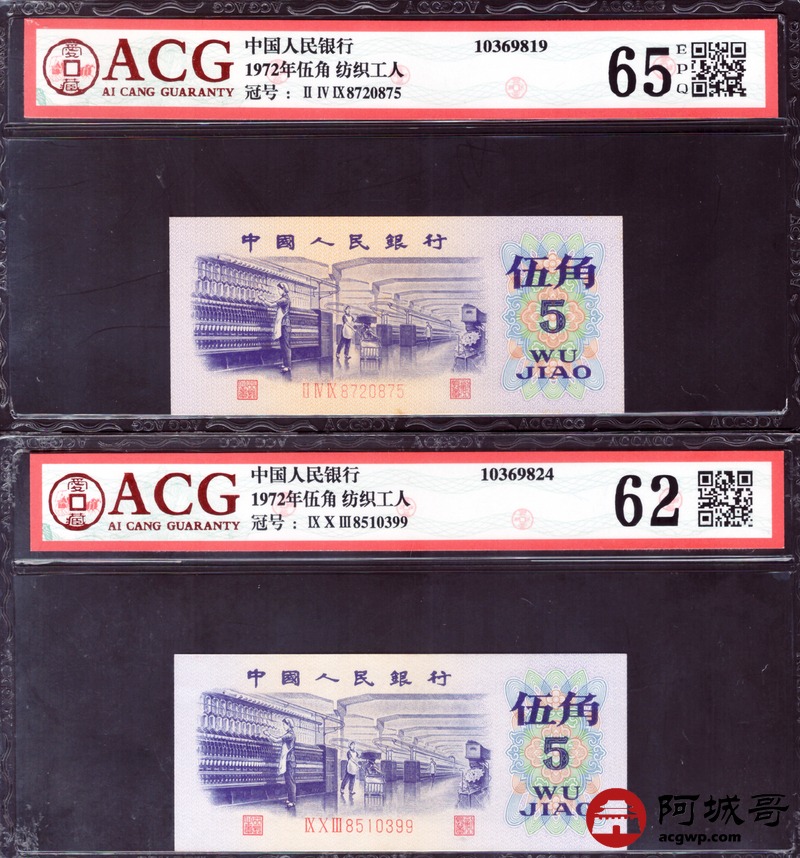 ACG
AI CANG GUARANTY
中国人民银行
1972年伍角 纺织工人
冠号 ： II IV IX8720875
10369819
65
EPQ
中國人民銀行
伍角
5
WU
JIAO
II IV IX 8720875
ACG
AI CANG GUARANTY
中国人民银行
1972年伍角 纺织工人
冠号 ： IX X III8510399
10369824
62
中國人民銀行
伍角
5
WU
JIAO
IX X III 8510399
阿城哥
acgwp.com